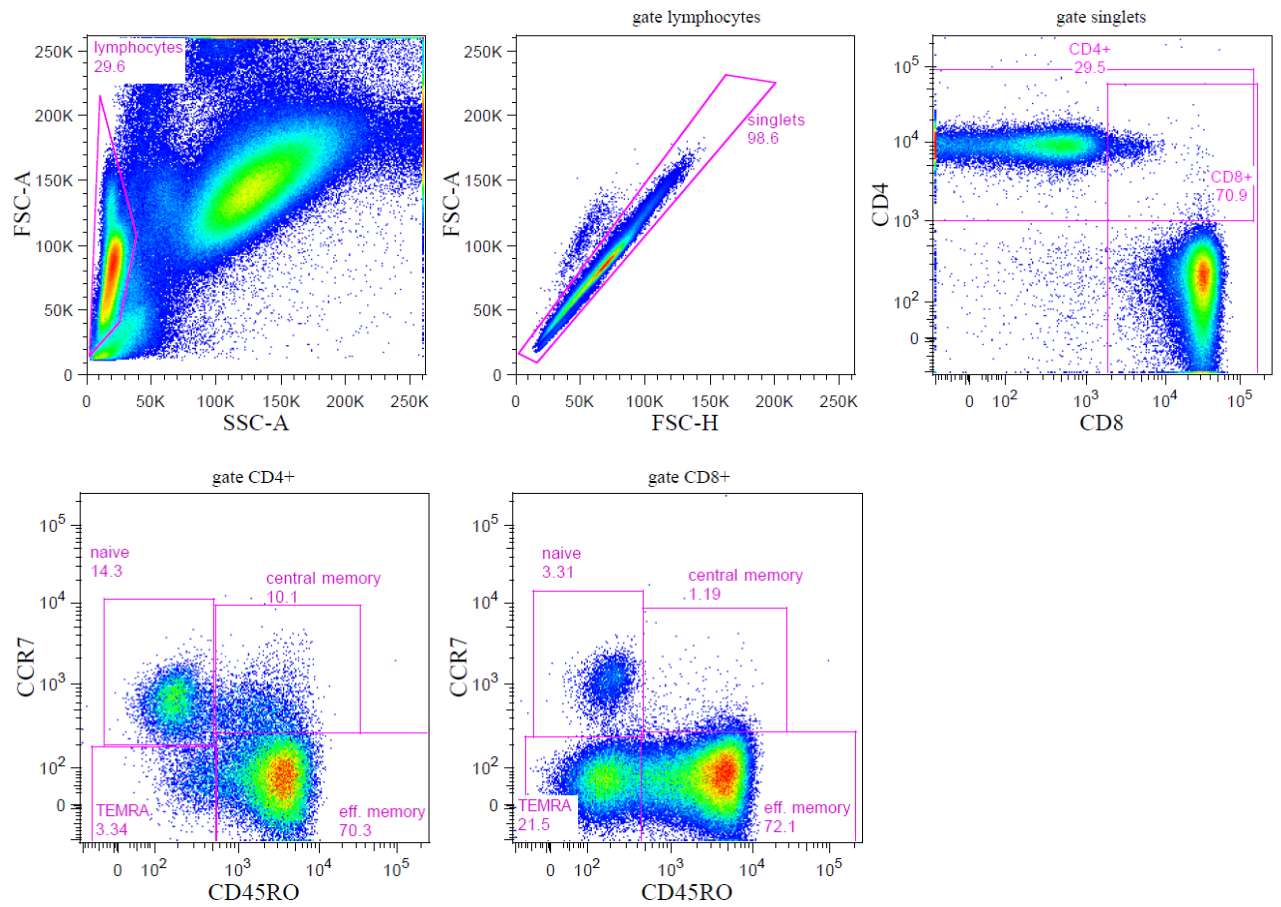 gate lymphocytes
gate singlets
lymphocytes
29.6
250K
200K
150K
100K
50K
0
FSC-A
0
50K
100K
150K
200K
250K
SSC-A
singlets
98.6
250K
200K
150K
100K
50K
0
FSC-A
0
50K
100K
150K
200K
250K
FSC-H
CD4+
29.5
CD8+
70.9
10^5
10^4
10^3
10^2
0
CD4
0
10^2
10^3
10^4
10^5
CD8
gate CD4+
gate CD8+
naive
14.3
central memory
10.1
TEMRA
3.34
eff. memory
70.3
10^5
10^4
10^3
10^2
0
CCR7
0
10^2
10^3
10^4
10^5
CD45RO
naive
3.31
central memory
1.19
TEMRA
21.5
eff. memory
72.1
10^5
10^4
10^3
10^2
0
CCR7
0
10^2
10^3
10^4
10^5
CD45RO